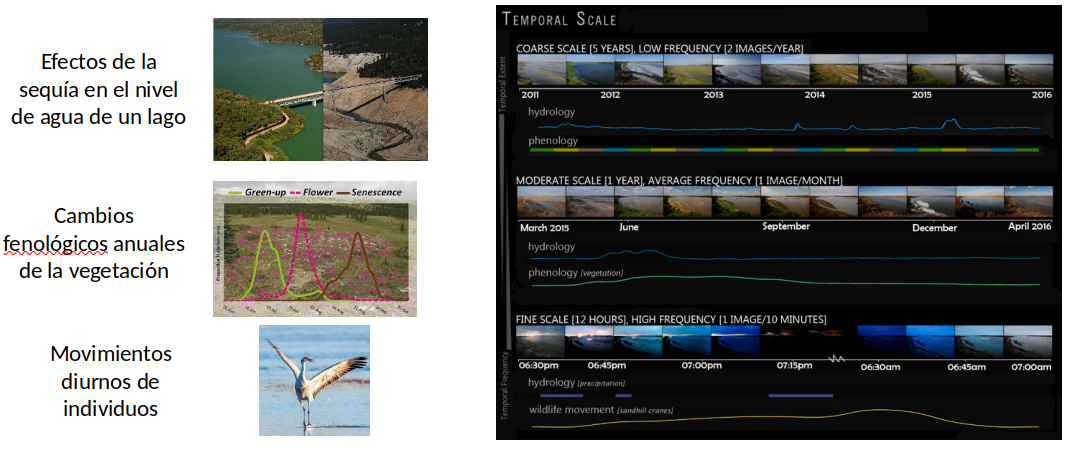 Efectos de la
sequía en el nivel
de agua de un lago
Green-up Flower Senescence
Cambios
fenológicos anuales
de la vegetación
Movimientos
diurnos de
individuos
TEMPORAL SCALE
Temporal Extent
COARSE SCALE [5 YEARS], LOW FREQUENCY [2 IMAGES/YEAR]
2011 2012 2013 2014 2015 2016
hydrology
phenology
MODERATE SCALE [1 YEAR], AVERAGE FREQUENCY [1 IMAGE/MONTH]
March 2015 June September December April 2016
hydrology
phenology [vegetation]
FINE SCALE [12 HOURS], HIGH FREQUENCY [1 IMAGE/10 MINUTES]
06:30pm 06:45pm 07:00pm 07:15pm 06:30am 06:45am 07:00am
Temporal Frequency
hydrology [precipitation]
wildlife movement [sandhill cranes]